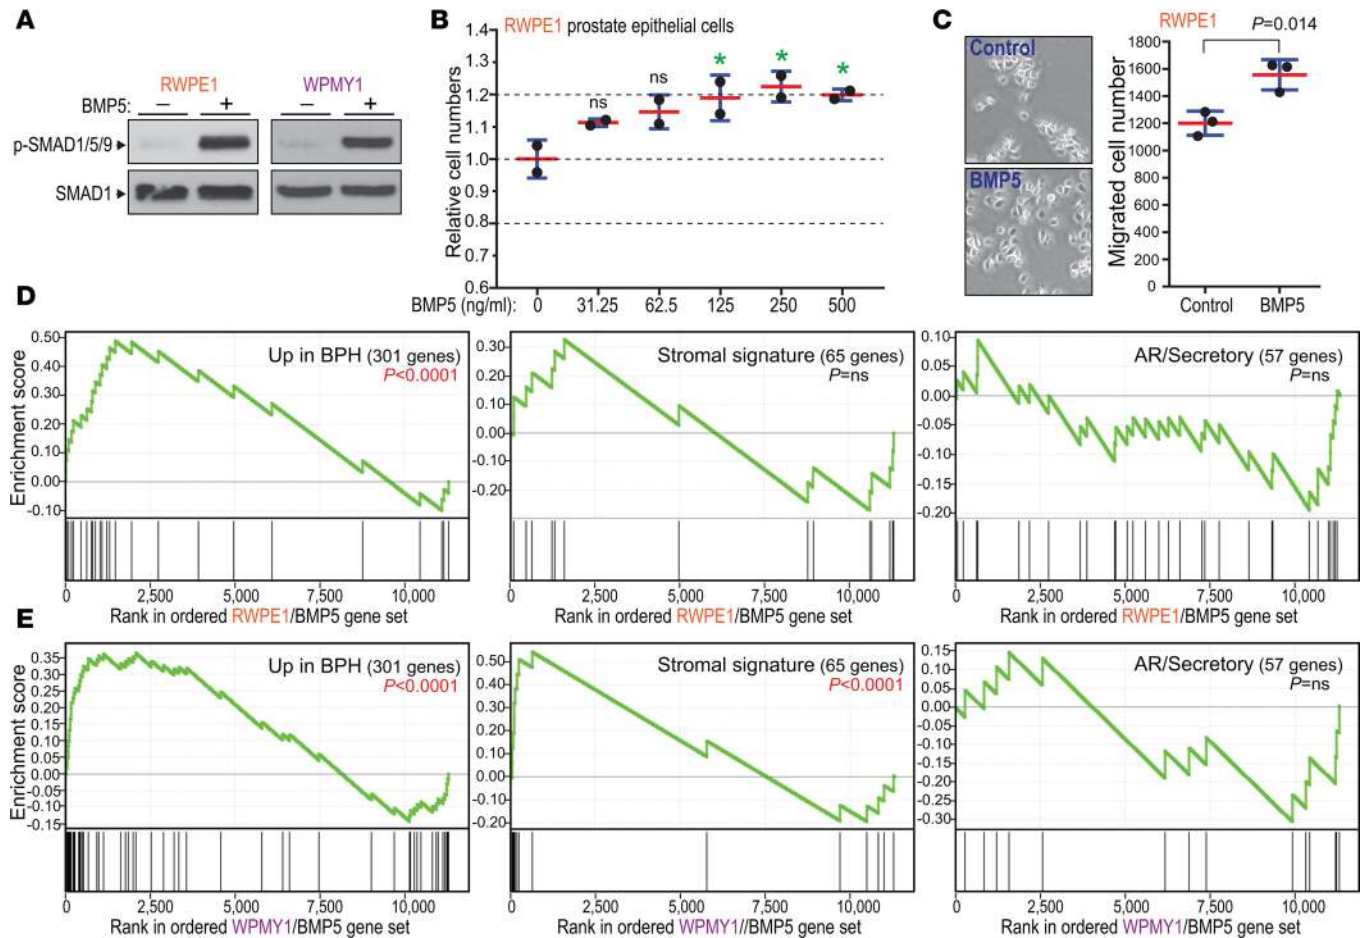 A
RWPE1 WPMY1
BMP5: – + – +
p-SMAD1/5/9
SMAD1
B
RWPE1 prostate epithelial cells
Relative cell numbers
1.4
1.3
1.2
1.1
1.0
0.9
0.8
0.7
0.6
ns
ns
*
*
*
BMP5 (ng/ml): 0 31.25 62.5 125 250 500
C
Control
BMP5
RWPE1
P=0.014
Migrated cell number
1800
1600
1400
1200
1000
800
600
400
200
0
Control BMP5
D
Enrichment score
0.50
0.40
0.30
0.20
0.10
0.00
-0.10
Up in BPH (301 genes)
P<0.0001
0 2,500 5,000 7,500 10,000
Rank in ordered RWPE1/BMP5 gene set
0.30
0.20
0.10
0.00
-0.10
-0.20
Stromal signature (65 genes)
P=ns
0 2,500 5,000 7,500 10,000
Rank in ordered RWPE1/BMP5 gene set
0.10
0.05
0.00
-0.05
-0.10
-0.15
-0.20
AR/Secretory (57 genes)
P=ns
0 2,500 5,000 7,500 10,000
Rank in ordered RWPE1/BMP5 gene set
E
Enrichment score
0.35
0.30
0.25
0.20
0.15
0.10
0.05
0.00
-0.05
-0.10
-0.15
Up in BPH (301 genes)
P<0.0001
0 2,500 5,000 7,500 10,000
Rank in ordered WPMY1/BMP5 gene set
0.50
0.40
0.30
0.20
0.10
0.00
-0.10
-0.20
Stromal signature (65 genes)
P<0.0001
0 2,500 5,000 7,500 10,000
Rank in ordered WPMY1//BMP5 gene set
0.15
0.10
0.05
-0.00
-0.05
-0.10
-0.15
-0.20
-0.25
-0.30
AR/Secretory (57 genes)
P=ns
0 2,500 5,000 7,500 10,000
Rank in ordered WPMY1/BMP5 gene set